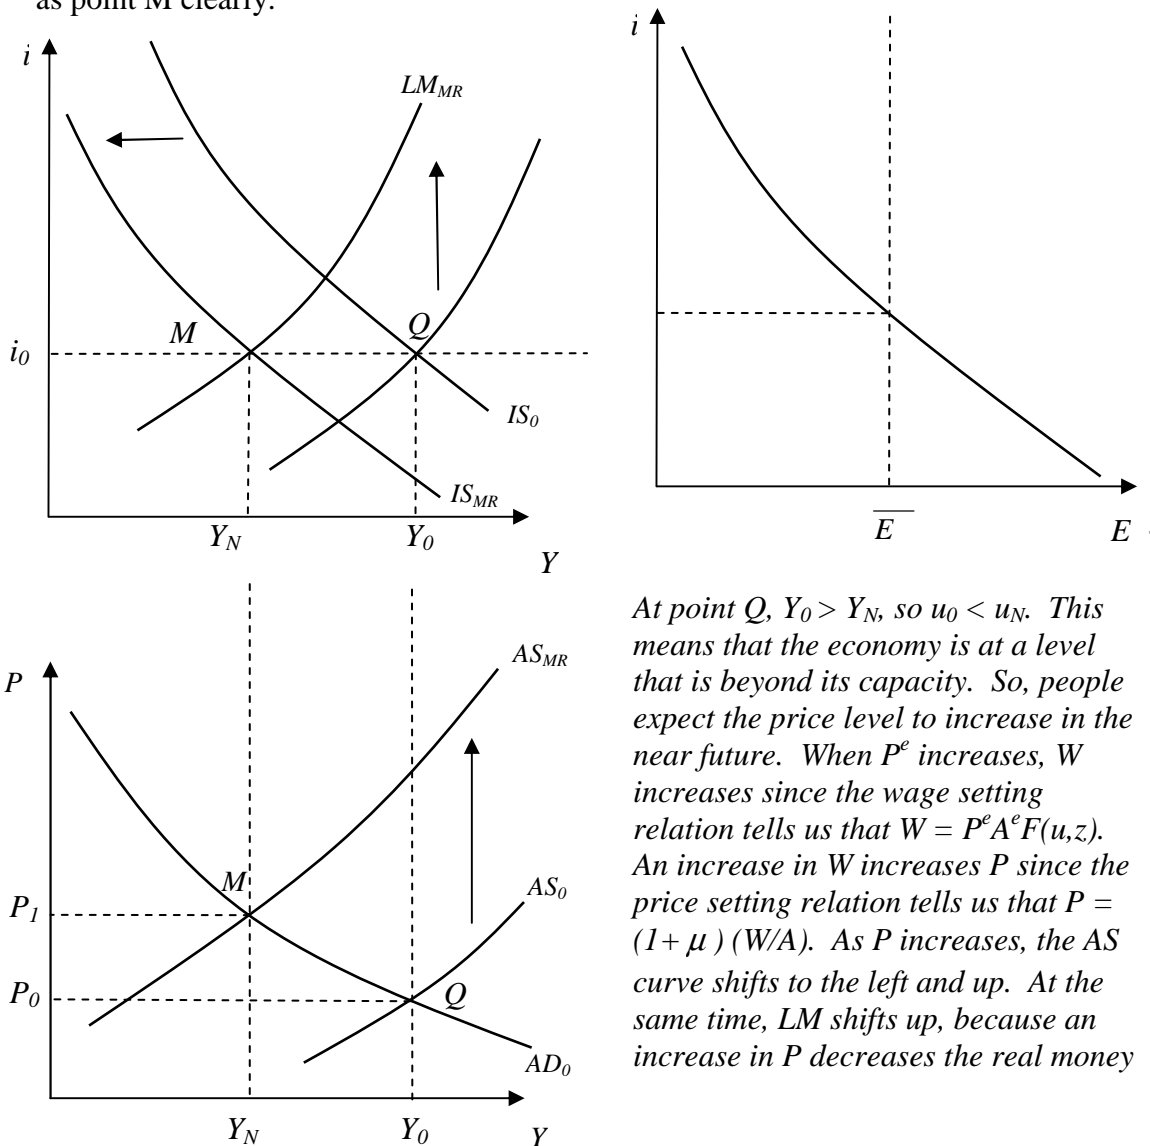 as point M clearly.
i
LM_MR
M
Q
i_0
IS_0
IS_MR
Y_N
Y_0
Y
i
E
E
P
AS_MR
M
AS_0
P_1
P_0
Q
AD_0
Y_N
Y_0
Y
At point Q, Y_0 > Y_N, so u_0 < u_N. This
means that the economy is at a level
that is beyond its capacity. So, people
expect the price level to increase in the
near future. When P^e increases, W
increases since the wage setting
relation tells us that W = P^eA^eF(u,z).
An increase in W increases P since the
price setting relation tells us that P =
(1+ μ ) (W/A). As P increases, the AS
curve shifts to the left and up. At the
same time, LM shifts up, because an
increase in P decreases the real money